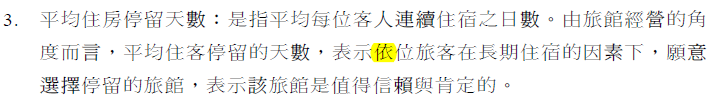 3. 平均住房停留天數：是指平均每位客人連續住宿之日數。由旅館經營的角
度而言，平均住客停留的天數，表示依位旅客在長期住宿的因素下，願意
選擇停留的旅館，表示該旅館是值得信賴與肯定的。